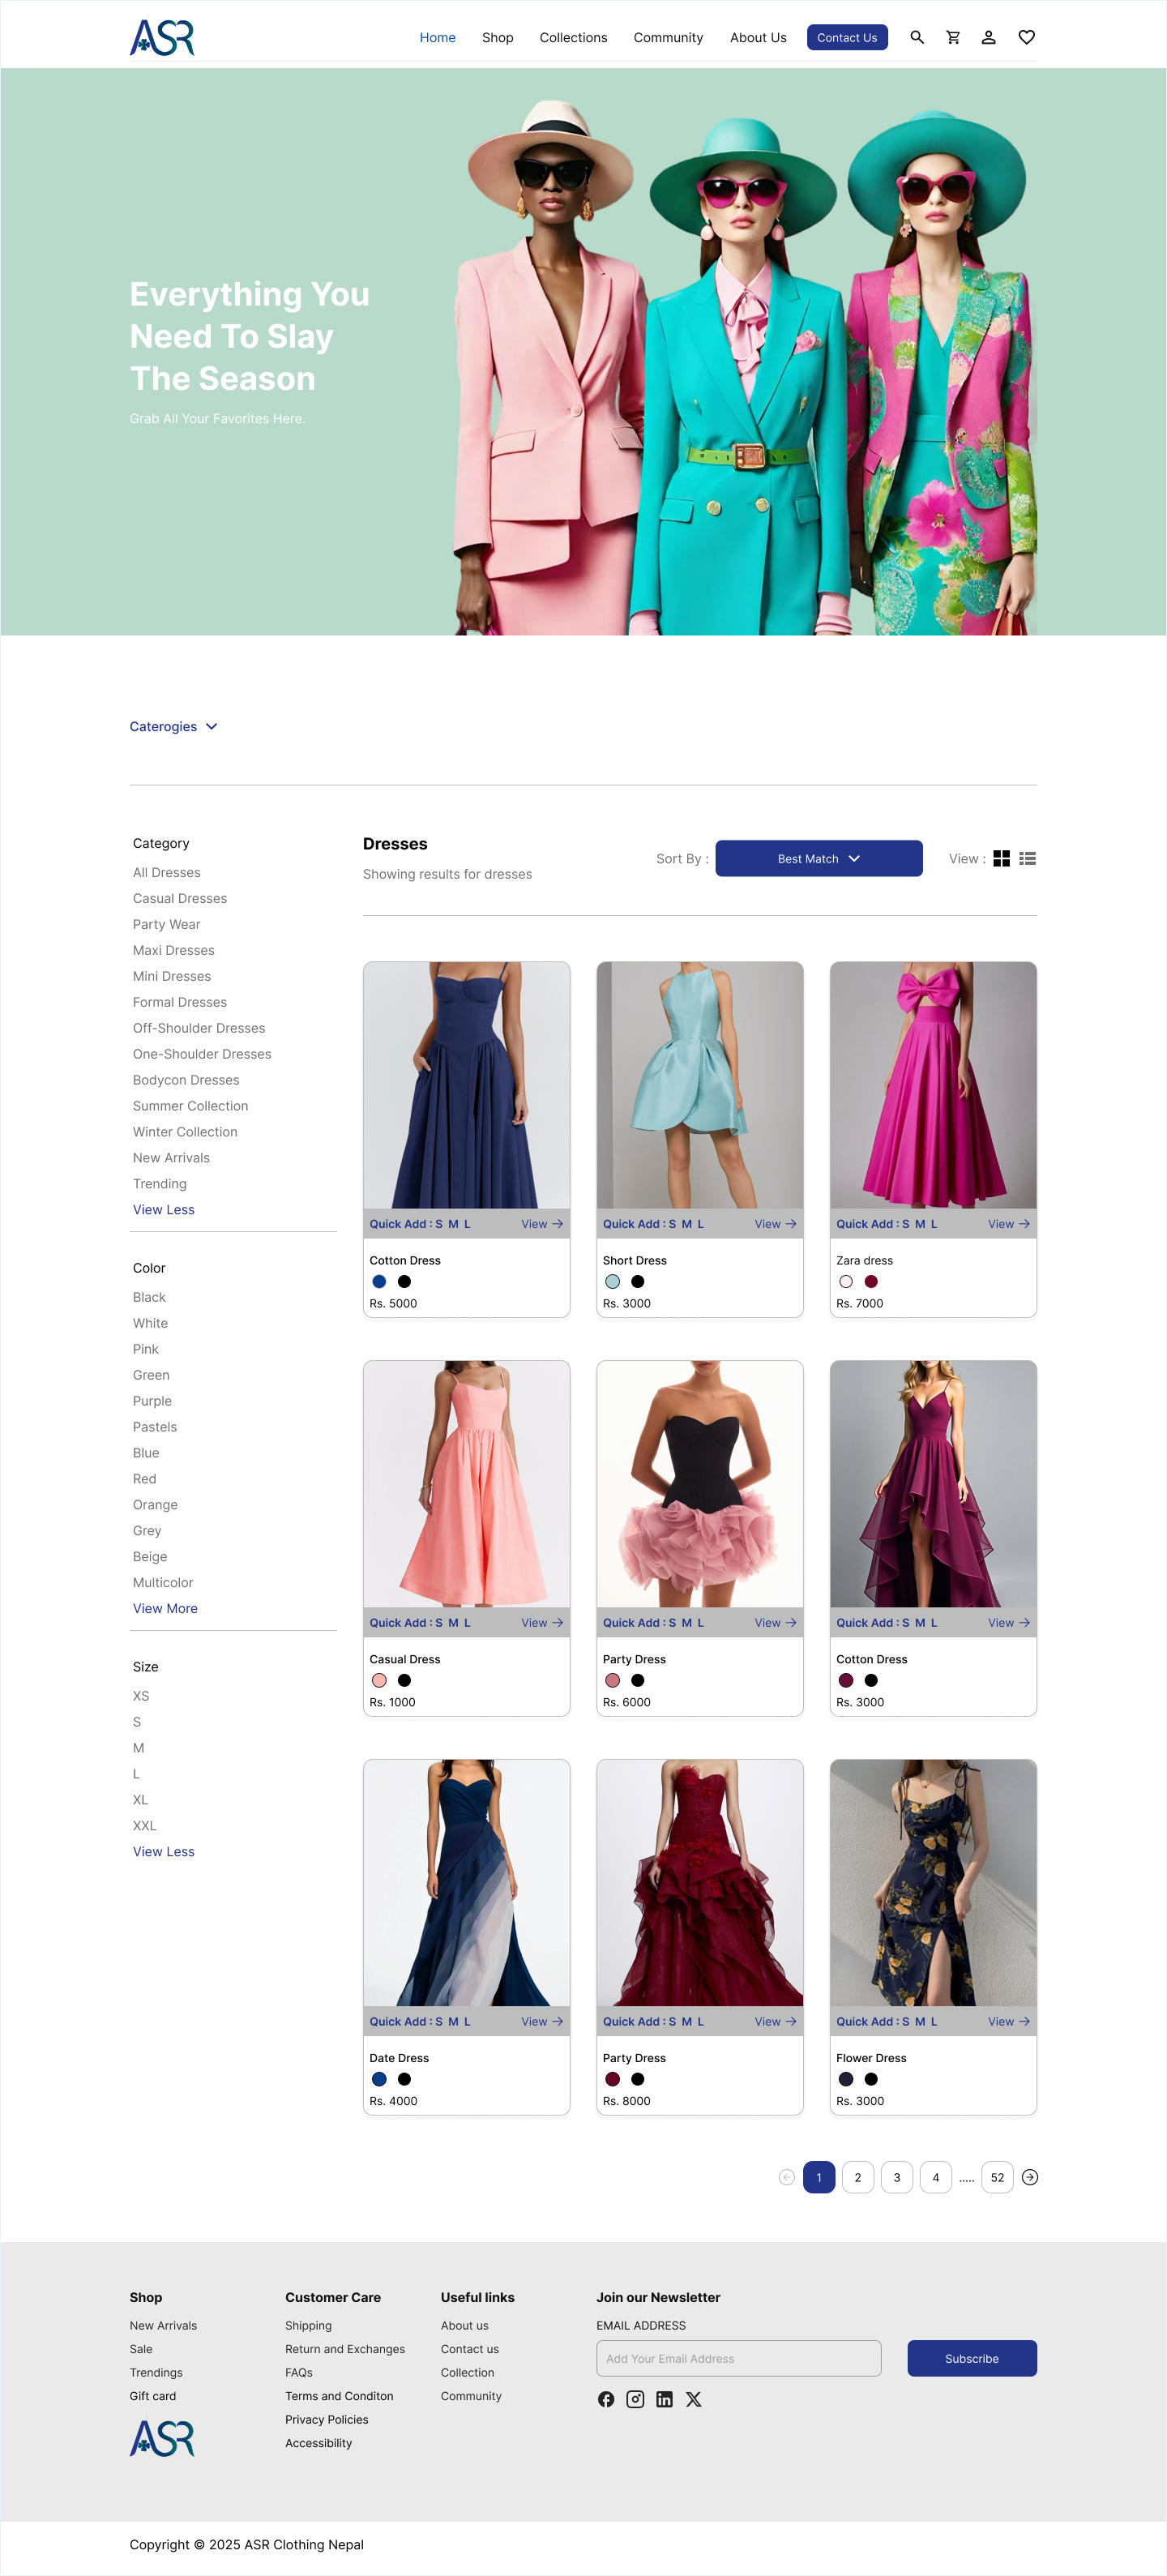 ASR
Home Shop Collections Community About Us Contact Us
Everything You
Need To Slay
The Season
Grab All Your Favorites Here.
Caterogies
Category
All Dresses
Casual Dresses
Party Wear
Maxi Dresses
Mini Dresses
Formal Dresses
Off-Shoulder Dresses
One-Shoulder Dresses
Bodycon Dresses
Summer Collection
Winter Collection
New Arrivals
Trending
View Less
Color
Black
White
Pink
Green
Purple
Pastels
Blue
Red
Orange
Grey
Beige
Multicolor
View More
Size
XS
S
M
L
XL
XXL
View Less
Dresses
Showing results for dresses
Sort By : Best Match View :
Quick Add : S M L View
Cotton Dress
Rs. 5000
Quick Add : S M L View
Short Dress
Rs. 3000
Quick Add : S M L View
Zara dress
Rs. 7000
Quick Add : S M L View
Casual Dress
Rs. 1000
Quick Add : S M L View
Party Dress
Rs. 6000
Quick Add : S M L View
Cotton Dress
Rs. 3000
Quick Add : S M L View
Date Dress
Rs. 4000
Quick Add : S M L View
Party Dress
Rs. 8000
Quick Add : S M L View
Flower Dress
Rs. 3000
1 2 3 4 ..... 52
Shop
New Arrivals
Sale
Trendings
Gift card
ASR
Customer Care
Shipping
Return and Exchanges
FAQs
Terms and Conditon
Privacy Policies
Accessibility
Useful links
About us
Contact us
Collection
Community
Join our Newsletter
EMAIL ADDRESS
Add Your Email Address
Subscribe
Copyright © 2025 ASR Clothing Nepal